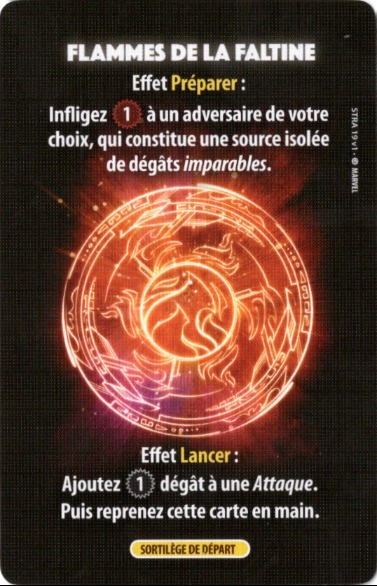 FLAMMES DE LA FALTINE
Effet Préparer :
Infligez 1 à un adversaire de votre
choix, qui constitue une source isolée
de dégâts imparables.
STRA 19 v1 - © MARVEL
Effet Lancer :
Ajoutez 1 dégât à une Attaque.
Puis reprenez cette carte en main.
SORTILÈGE DE DÉPART